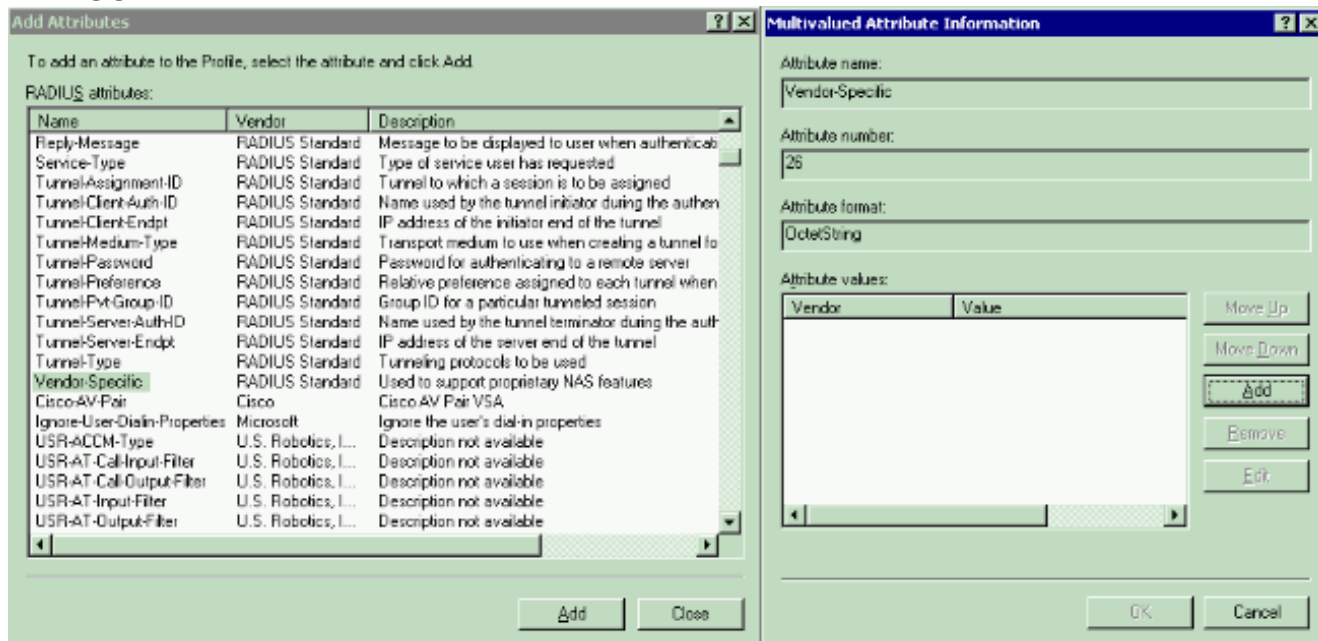 Add Attributes
To add an attribute to the Profile, select the attribute and click Add.
RADIUS attributes:
Name Vendor Description
Reply-Message RADIUS Standard Message to be displayed to user when authenticati
Service-Type RADIUS Standard Type of service user has requested
Tunnel-Assignment-ID RADIUS Standard Tunnel to which a session is to be assigned
Tunnel-Client-Auth-ID RADIUS Standard Name used by the tunnel initiator during the authen
Tunnel-Client-Endpt RADIUS Standard IP address of the initiator end of the tunnel
Tunnel-Medium-Type RADIUS Standard Transport medium to use when creating a tunnel fo
Tunnel-Password RADIUS Standard Password for authenticating to a remote server
Tunnel-Preference RADIUS Standard Relative preference assigned to each tunnel when
Tunnel-Pvt-Group-ID RADIUS Standard Group ID for a particular tunneled session
Tunnel-Server-Auth-ID RADIUS Standard Name used by the tunnel terminator during the auth
Tunnel-Server-Endpt RADIUS Standard IP address of the server end of the tunnel
Tunnel-Type RADIUS Standard Tunneling protocols to be used
Vendor-Specific RADIUS Standard Used to support proprietary NAS features
Cisco-AV-Pair Cisco Cisco AV Pair VSA
Ignore-User-Dialin-Properties Microsoft Ignore the user's dial-in properties
USR-ACCM-Type U.S. Robotics, I... Description not available
USR-AT-Call-Input-Filter U.S. Robotics, I... Description not available
USR-AT-Call-Output-Filter U.S. Robotics, I... Description not available
USR-AT-Input-Filter U.S. Robotics, I... Description not available
USR-AT-Output-Filter U.S. Robotics, I... Description not available
Add Close
Multivalued Attribute Information
Attribute name:
Vendor-Specific
Attribute number:
26
Attribute format:
OctetString
Attribute values:
Vendor Value
Move Up
Move Down
Add
Remove
Edit
OK Cancel